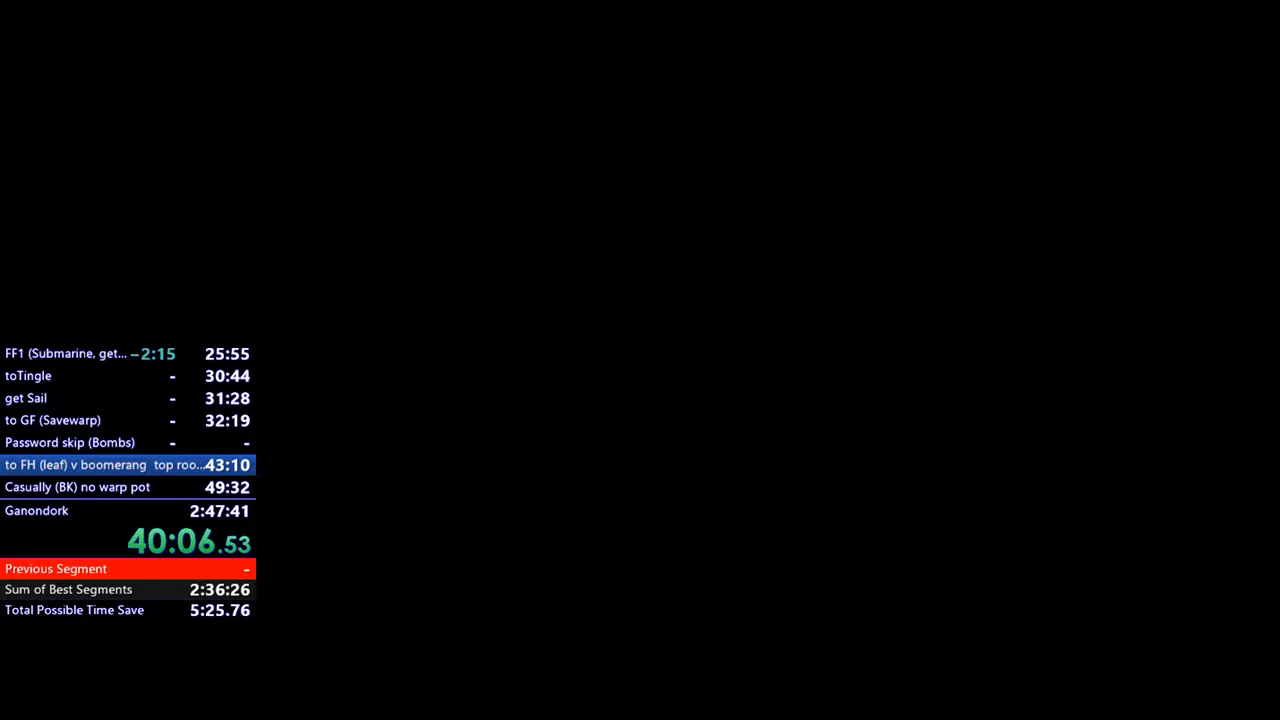 FF1 (Submarine, get... −2:15 25:55
toTingle - 30:44
get Sail - 31:28
to GF (Savewarp) - 32:19
Password skip (Bombs) - -
to FH (leaf) v boomerang top roo... 43:10
Casually (BK) no warp pot 49:32
Ganondork 2:47:41
40:06.53
Previous Segment -
Sum of Best Segments 2:36:26
Total Possible Time Save 5:25.76